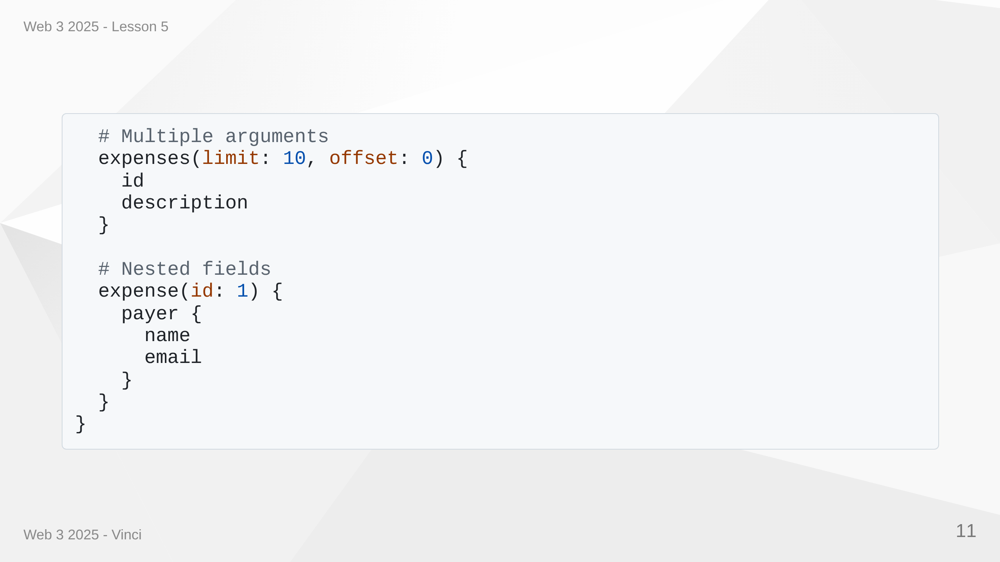 Web 3 2025 - Lesson 5
  # Multiple arguments
  expenses(limit: 10, offset: 0) {
    id
    description
  }

  # Nested fields
  expense(id: 1) {
    payer {
      name
      email
    }
  }
}
Web 3 2025 - Vinci
11